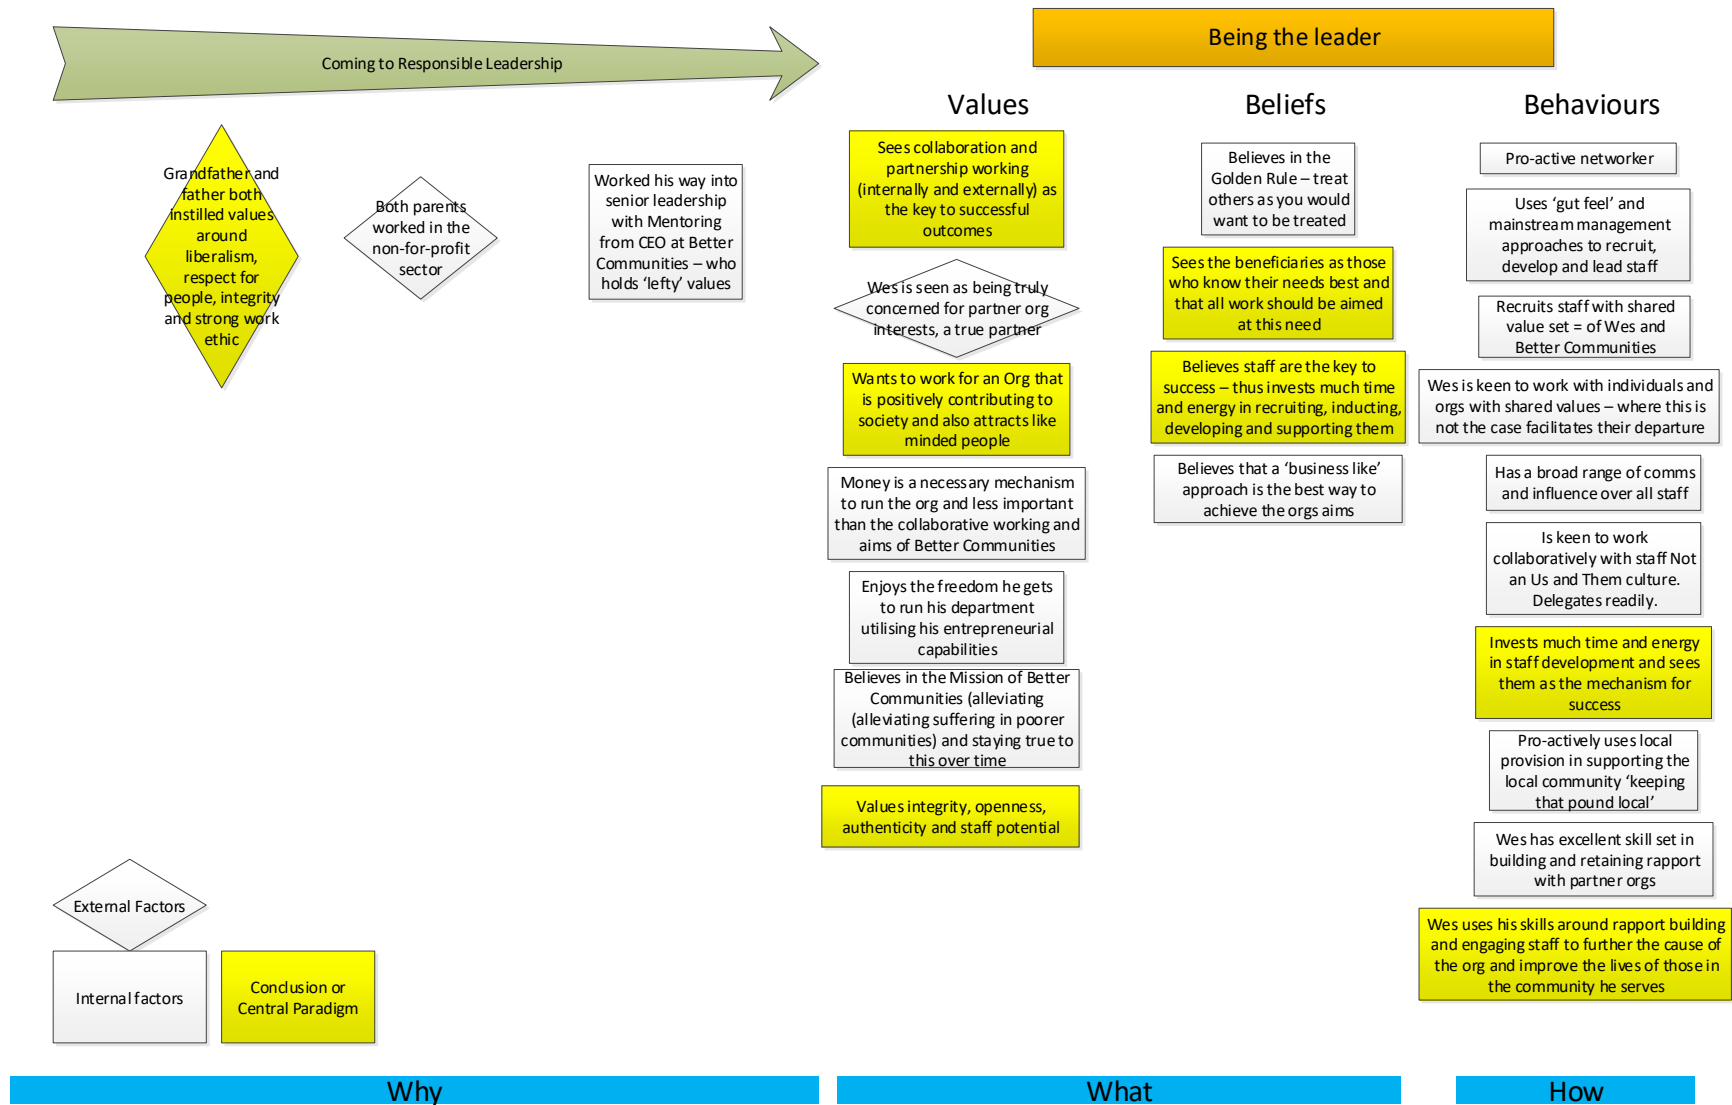 Coming to Responsible Leadership
Being the leader
Values
Beliefs
Behaviours
Grandfather and
father both
instilled values
around
liberalism,
respect for
people, integrity
and strong work
ethic
Both parents
worked in the
non-for-profit
sector
Worked his way into
senior leadership
with Mentoring
from CEO at Better
Communities – who
holds ‘lefty’ values
Sees collaboration and
partnership working
(internally and externally) as
the key to successful
outcomes
Wes is seen as being truly
concerned for partner org
interests, a true partner
Wants to work for an Org that
is positively contributing to
society and also attracts like
minded people
Money is a necessary mechanism
to run the org and less important
than the collaborative working and
aims of Better Communities
Enjoys the freedom he gets
to run his department
utilising his entrepreneurial
capabilities
Believes in the Mission of Better
Communities (alleviating
(alleviating suffering in poorer
communities) and staying true to
this over time
Values integrity, openness,
authenticity and staff potential
Believes in the
Golden Rule – treat
others as you would
want to be treated
Sees the beneficiaries as those
who know their needs best and
that all work should be aimed
at this need
Believes staff are the key to
success – thus invests much time
and energy in recruiting, inducting,
developing and supporting them
Believes that a ‘business like’
approach is the best way to
achieve the orgs aims
Pro-active networker
Uses ‘gut feel’ and
mainstream management
approaches to recruit,
develop and lead staff
Recruits staff with shared
value set = of Wes and
Better Communities
Wes is keen to work with individuals and
orgs with shared values – where this is
not the case facilitates their departure
Has a broad range of comms
and influence over all staff
Is keen to work
collaboratively with staff Not
an Us and Them culture.
Delegates readily.
Invests much time and energy
in staff development and sees
them as the mechanism for
success
Pro-actively uses local
provision in supporting the
local community ‘keeping
that pound local’
Wes has excellent skill set in
building and retaining rapport
with partner orgs
Wes uses his skills around rapport building
and engaging staff to further the cause of
the org and improve the lives of those in
the community he serves
External Factors
Internal factors
Conclusion or
Central Paradigm
Why
What
How